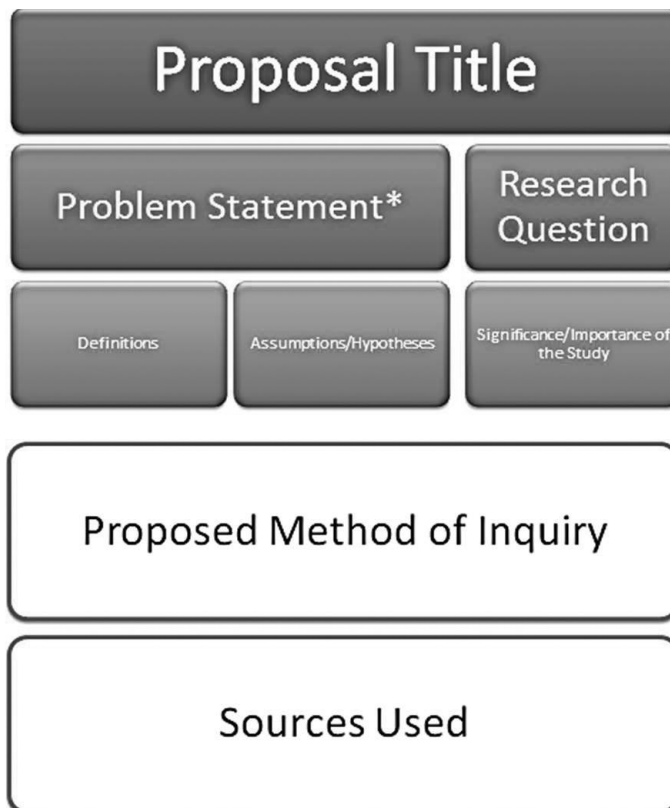 Proposal Title
Problem Statement*
Research
Question
Definitions
Assumptions/Hypotheses
Significance/Importance of
the Study
Proposed Method of Inquiry
Sources Used